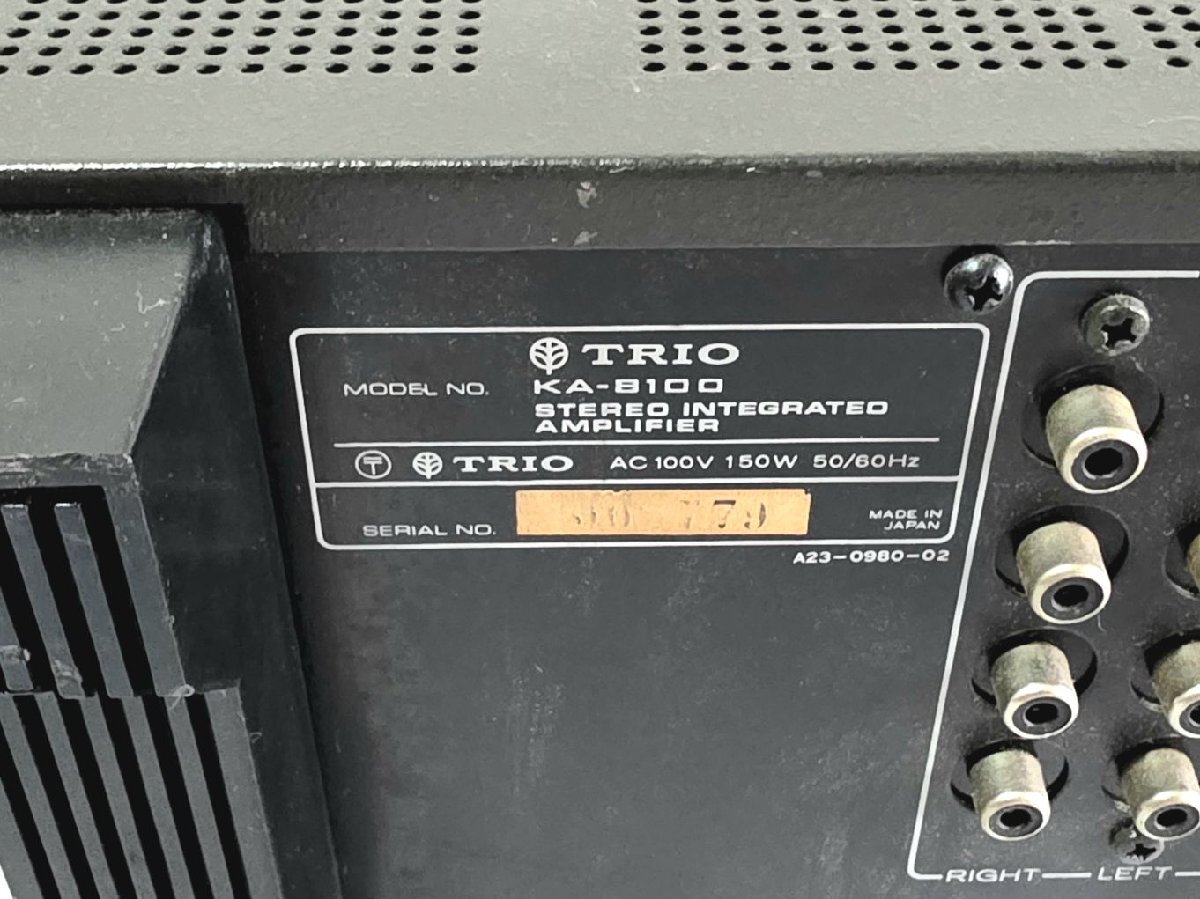 TRIO
MODEL NO. KA-8100
STEREO INTEGRATED
AMPLIFIER
TRIO AC 100V 150W 50/60Hz
SERIAL NO.
MADE IN
JAPAN
A23-0980-02
RIGHT LEFT